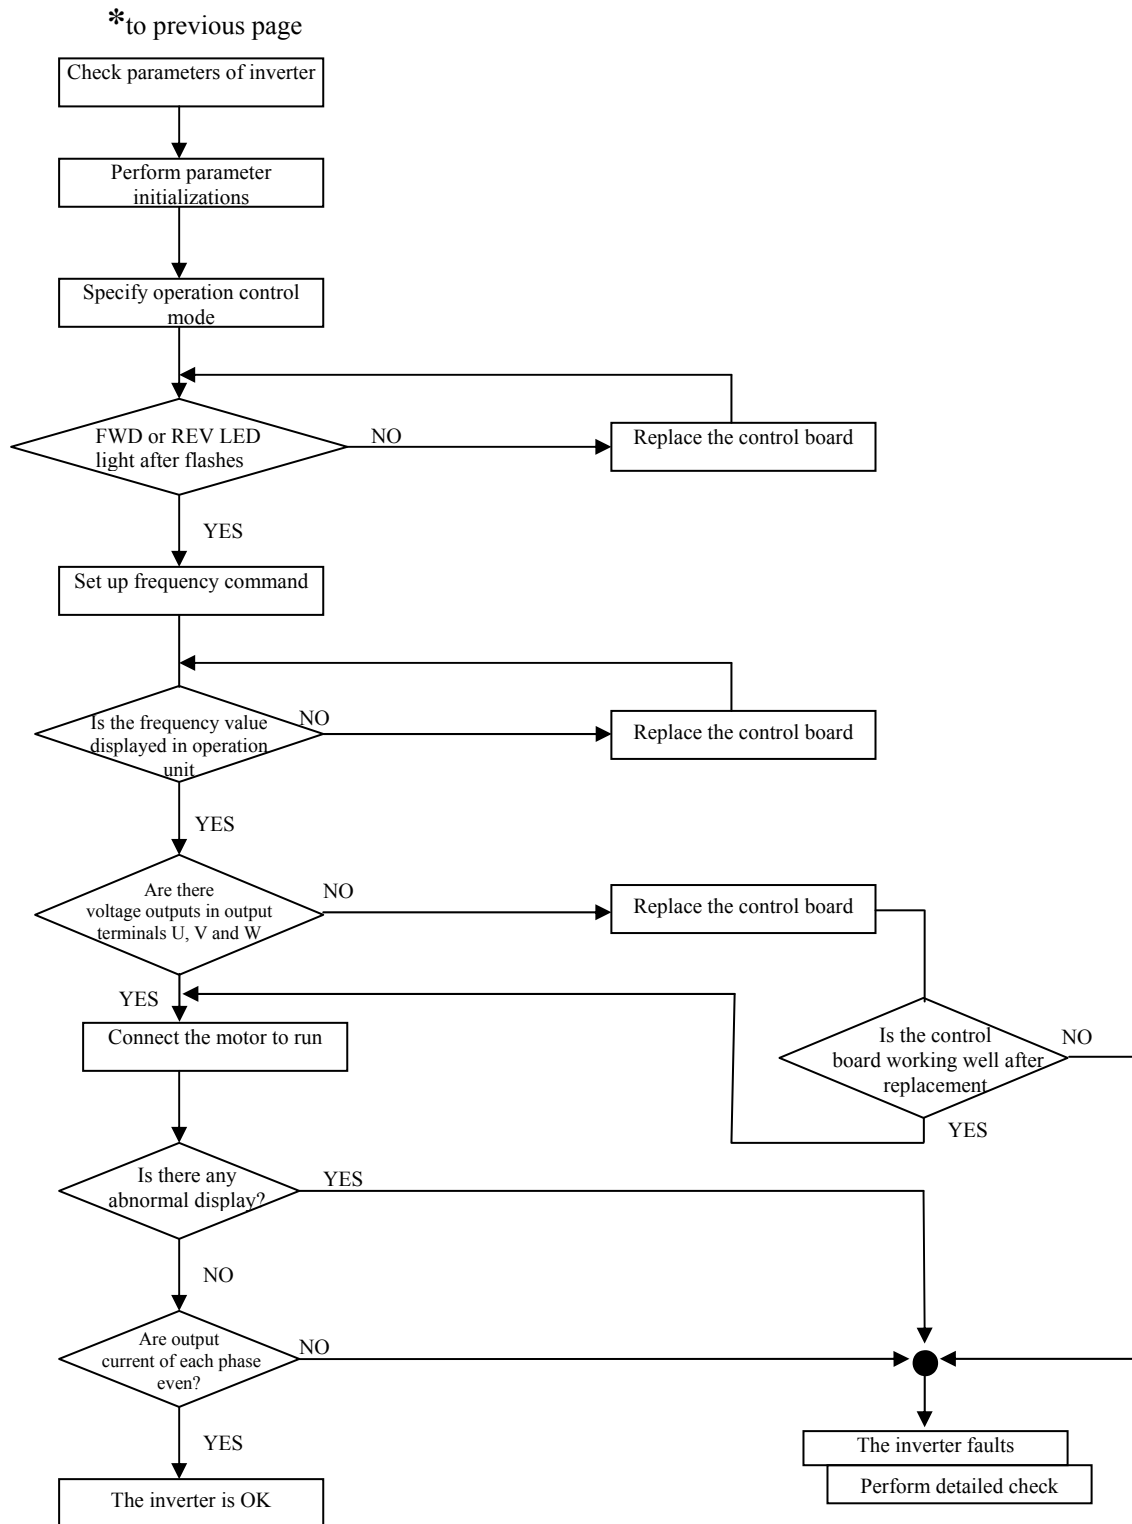 *to previous page
Check parameters of inverter
Perform parameter
initializations
Specify operation control
mode
FWD or REV LED
light after flashes
NO
Replace the control board
YES
Set up frequency command
Is the frequency value
displayed in operation
unit
NO
Replace the control board
YES
Are there
voltage outputs in output
terminals U, V and W
NO
Replace the control board
YES
Connect the motor to run
Is the control
board working well after
replacement
NO
YES
Is there any
abnormal display?
YES
NO
Are output
current of each phase
even?
NO
YES
The inverter is OK
The inverter faults
Perform detailed check